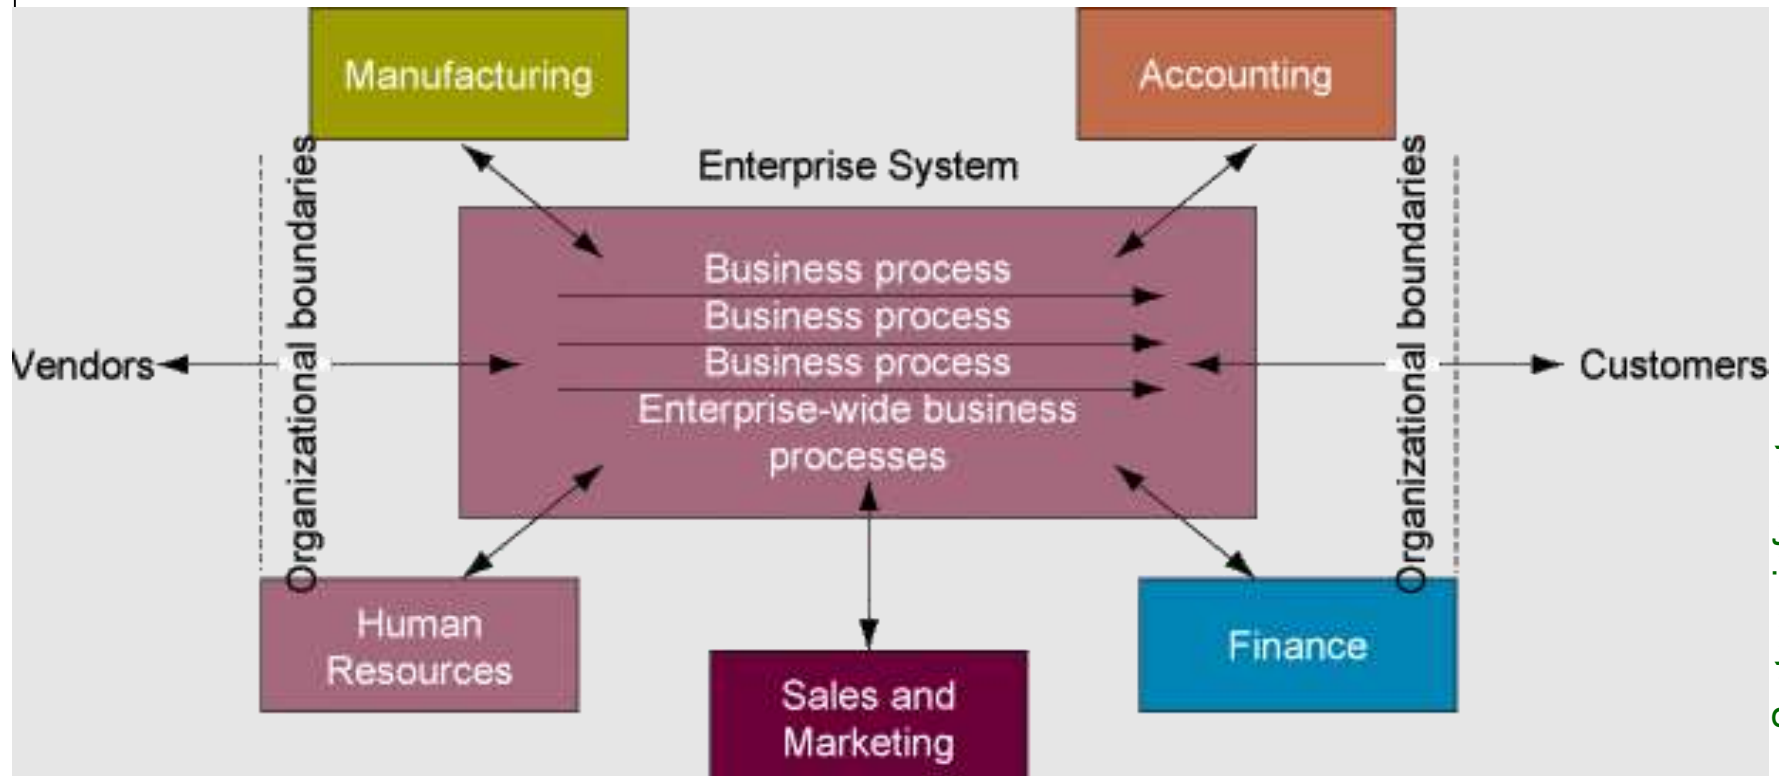 Manufacturing
Accounting
Enterprise System
Organizational boundaries
Organizational boundaries
Business process
Business process
Business process
Enterprise-wide business
processes
Vendors
Customers
Human
Resources
Sales and
Marketing
Finance